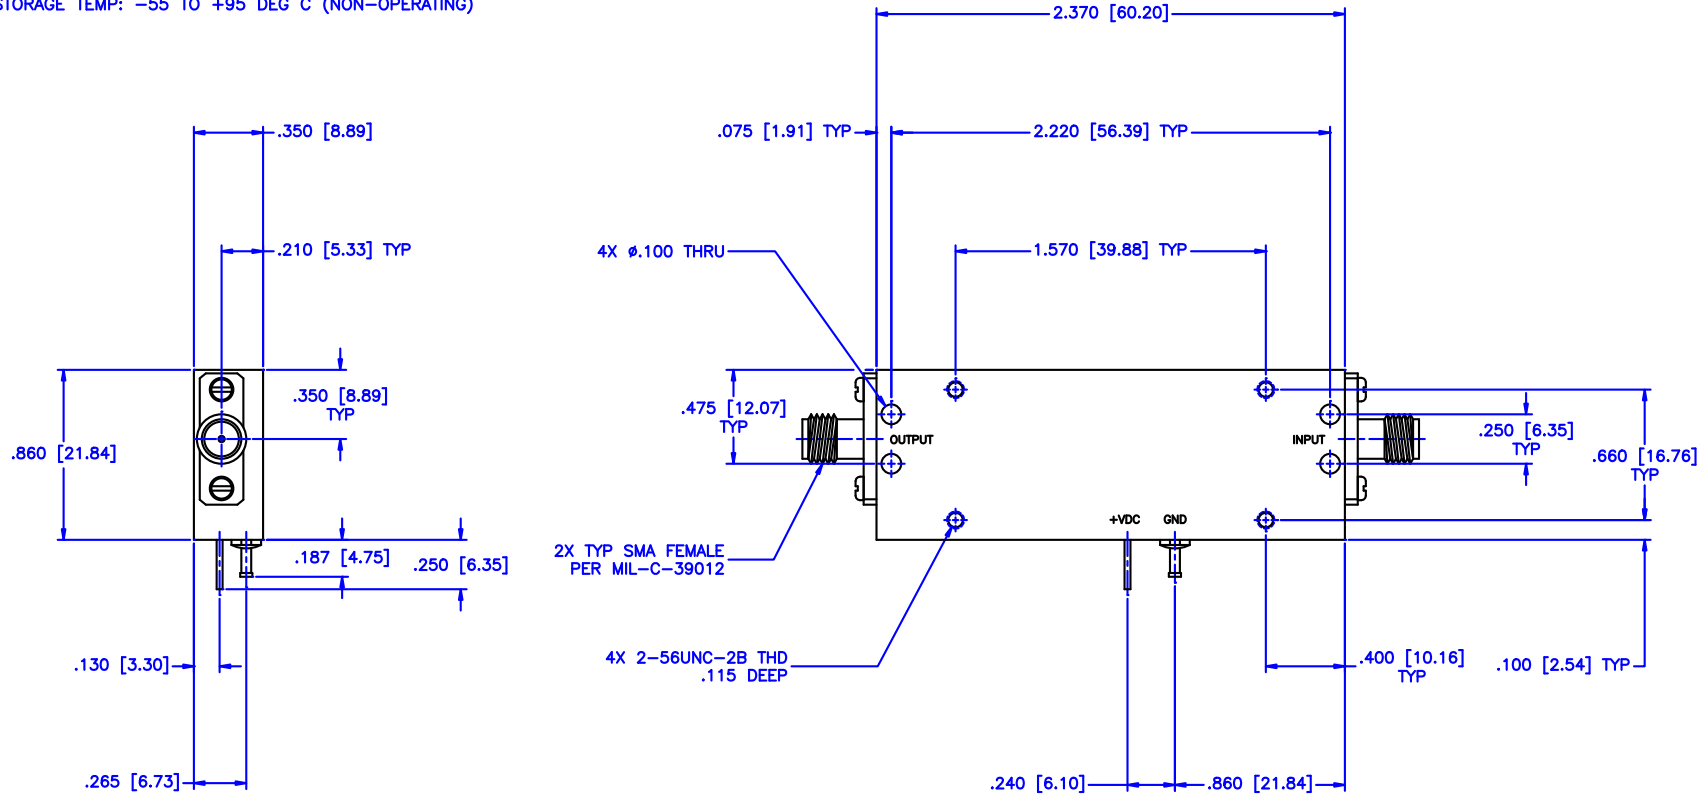 STORAGE TEMP: -55 TO +95 DEG C (NON-OPERATING)
2.370 [60.20]
.350 [8.89]
.075 [1.91] TYP
2.220 [56.39] TYP
.210 [5.33] TYP
4X ø.100 THRU
1.570 [39.88] TYP
.350 [8.89]
TYP
.475 [12.07]
TYP
.860 [21.84]
OUTPUT
INPUT
.250 [6.35]
TYP
.660 [16.76]
TYP
+VDC
GND
.187 [4.75]
.250 [6.35]
2X TYP SMA FEMALE
PER MIL-C-39012
.130 [3.30]
4X 2-56UNC-2B THD
.115 DEEP
.400 [10.16]
TYP
.100 [2.54] TYP
.265 [6.73]
.240 [6.10]
.860 [21.84]